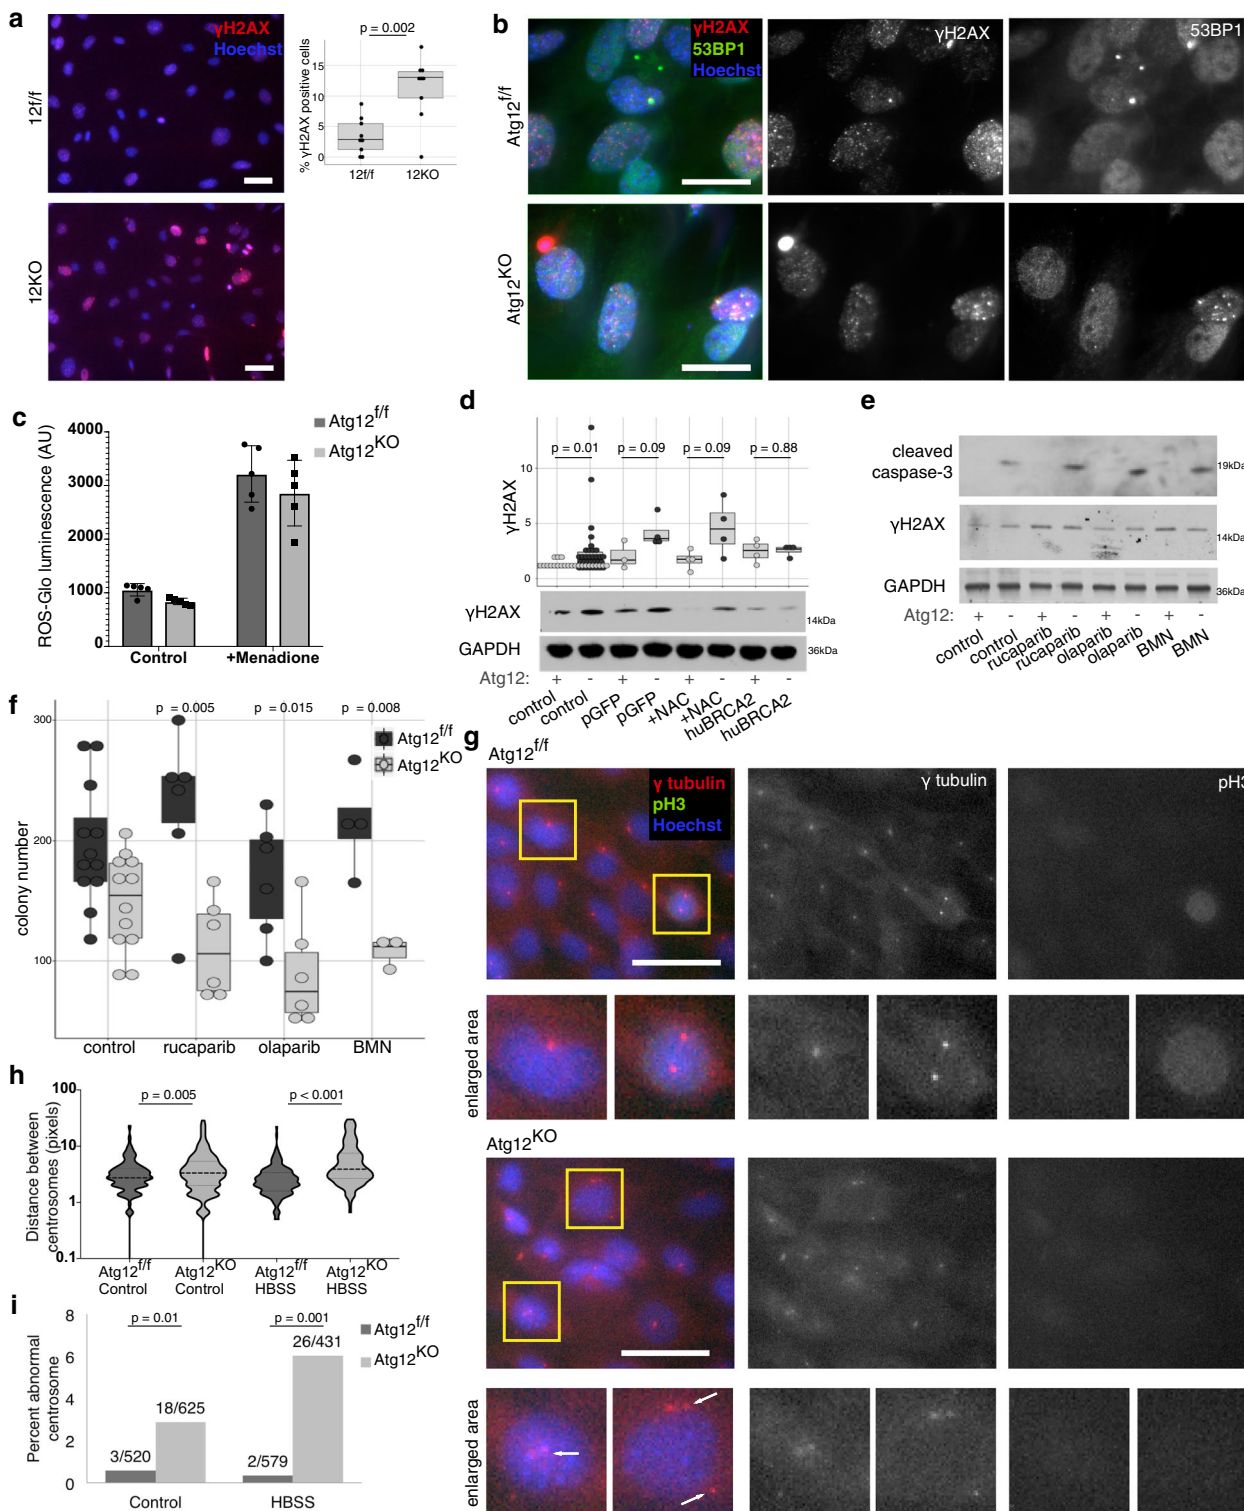 a
γH2AX
Hoechst
12f/f
12KO
p = 0.002
% γH2AX positive cells
15
10
5
0
12f/f
12KO
b
γH2AX
53BP1
Hoechst
γH2AX
53BP1
Atg12f/f
Atg12KO
c
Atg12f/f
Atg12KO
ROS-Glo luminescence (AU)
4000
3000
2000
1000
0
Control
+Menadione
d
p = 0.01
p = 0.09
p = 0.09
p = 0.88
γH2AX
10
5
0
γH2AX
14kDa
GAPDH
36kDa
Atg12:
+ - + - + - + -
control
control
pGFP
pGFP
+NAC
+NAC
huBRCA2
huBRCA2
e
cleaved
caspase-3
19kDa
γH2AX
14kDa
GAPDH
36kDa
Atg12:
+ - + - + - + -
control
control
rucaparib
rucaparib
olaparib
olaparib
BMN
BMN
f
p = 0.005
p = 0.015
p = 0.008
Atg12f/f
Atg12KO
colony number
300
200
100
control
rucaparib
olaparib
BMN
g
Atg12f/f
γ tubulin
pH3
Hoechst
γ tubulin
pH3
enlarged area
Atg12KO
enlarged area
h
Distance between
centrosomes (pixels)
100
10
1
0.1
p = 0.005
p < 0.001
Atg12f/f
Control
Atg12KO
Control
Atg12f/f
HBSS
Atg12KO
HBSS
i
Percent abnormal
centrosome
8
6
4
2
0
p = 0.01
p = 0.001
3/520
18/625
2/579
26/431
Atg12f/f
Atg12KO
Control
HBSS